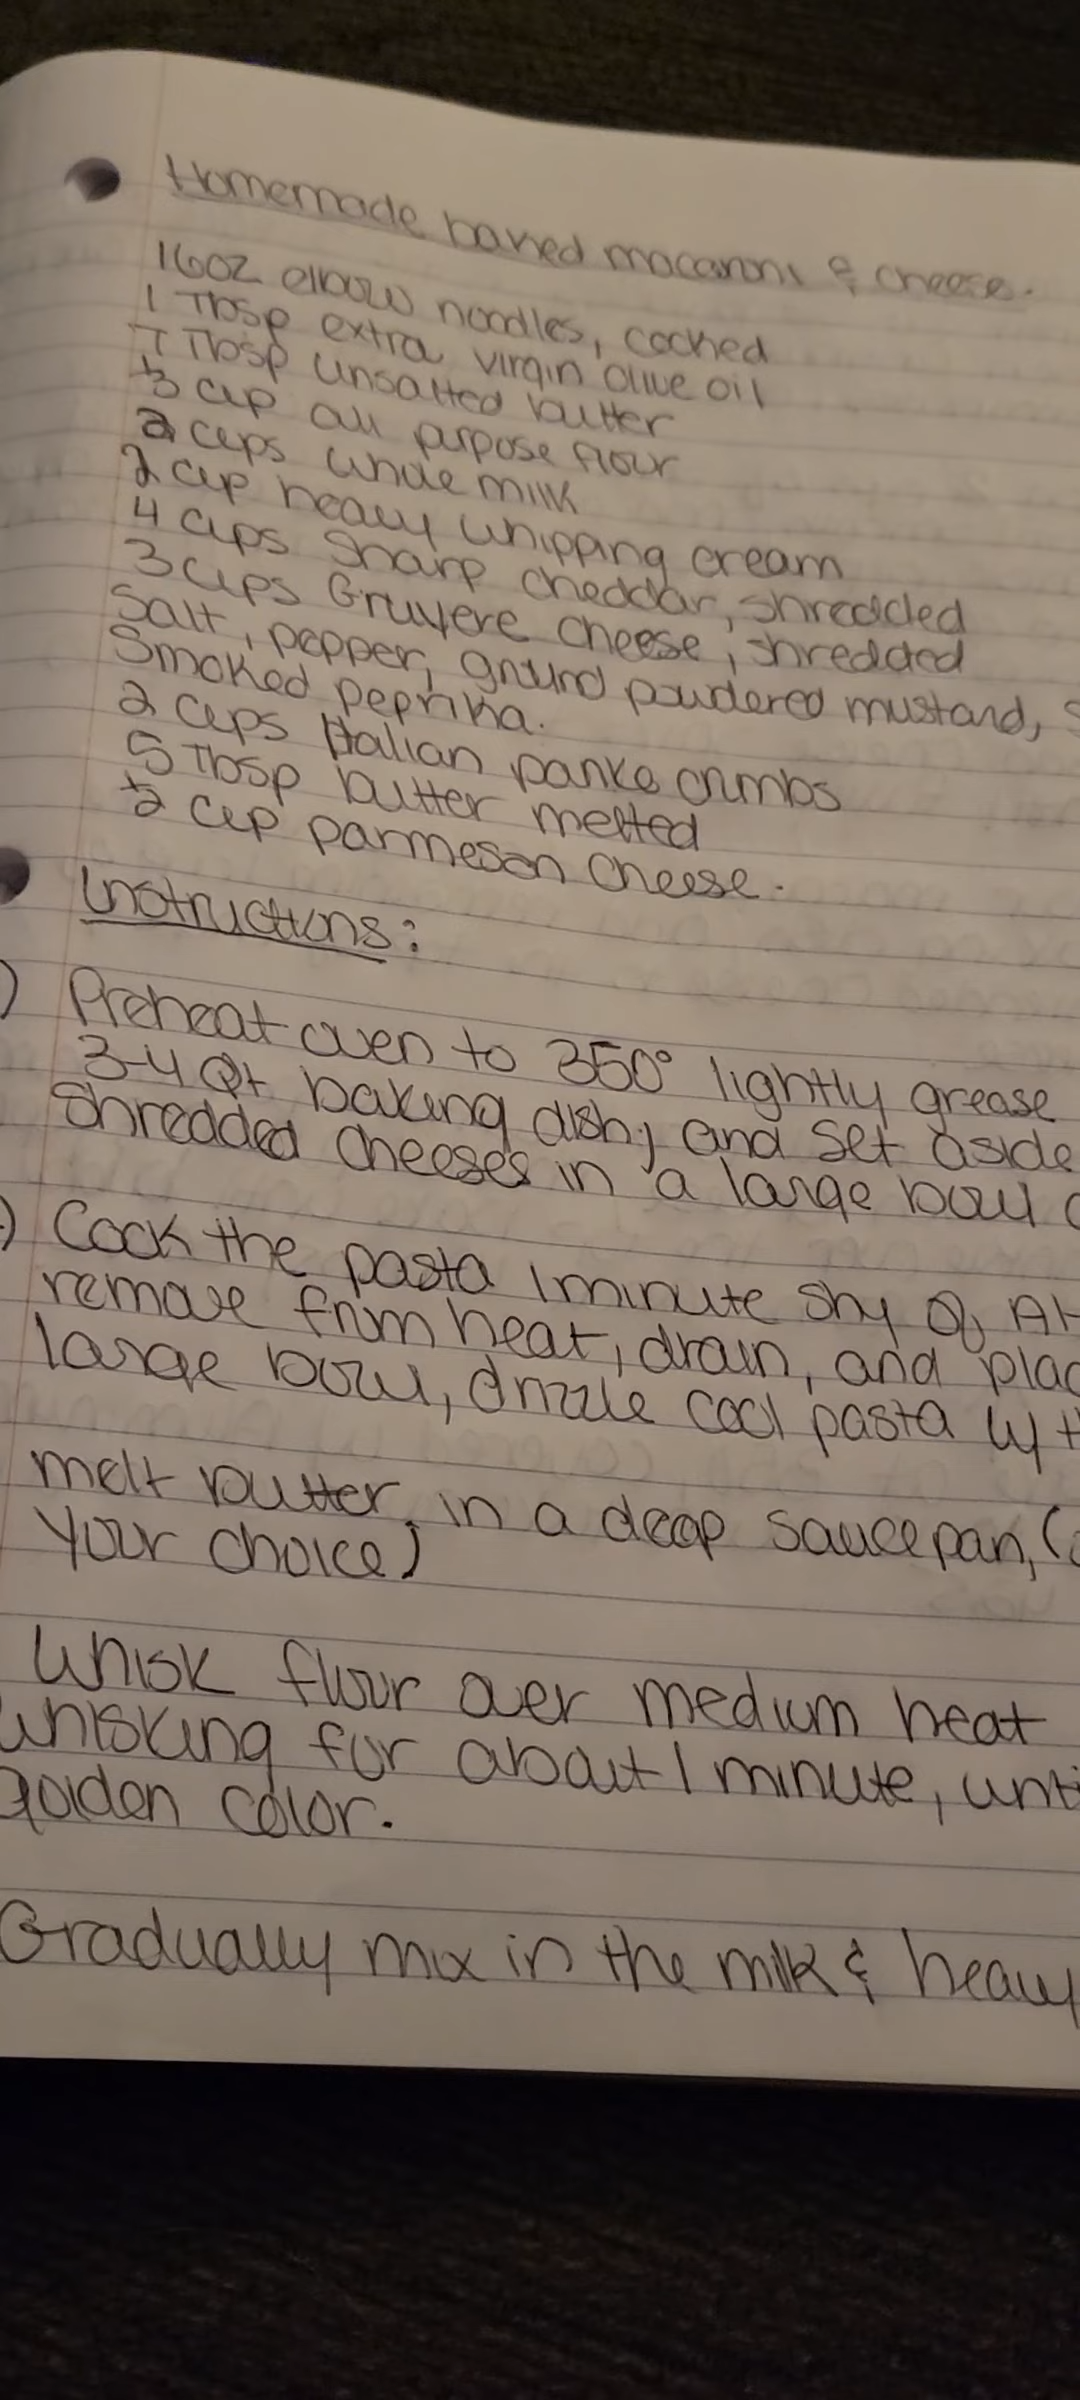 Homemade baked macaroni & cheese.
16oz elbow noodles, cooked
1 Tbsp extra virgin olive oil
7 Tbsp unsalted butter
1/3 cup all purpose flour
2 cups whole milk
2 cup heavy whipping cream
4 cups Sharp cheddar, shredded
3 cups Gruyere cheese, shredded
Salt, pepper, ground powdered mustard,
Smoked peprika.
2 cups Italian panko crumbs
5 Tbsp butter melted
1/2 cup parmeson cheese.
Instructions:
) Preheat oven to 350° lightly grease
3-4 Qt baking dish, and set aside
Shredded cheeses in a large bowl
) Cook the pasta 1 minute shy of Al
remove from heat, drain, and plac
large bowl, drizzle cool pasta w/
melt butter in a deep saucepan, (
your choice)
Whisk flour over medium heat
whisking for about 1 minute, unti
golden color.
Gradually mix in the milk & heavy